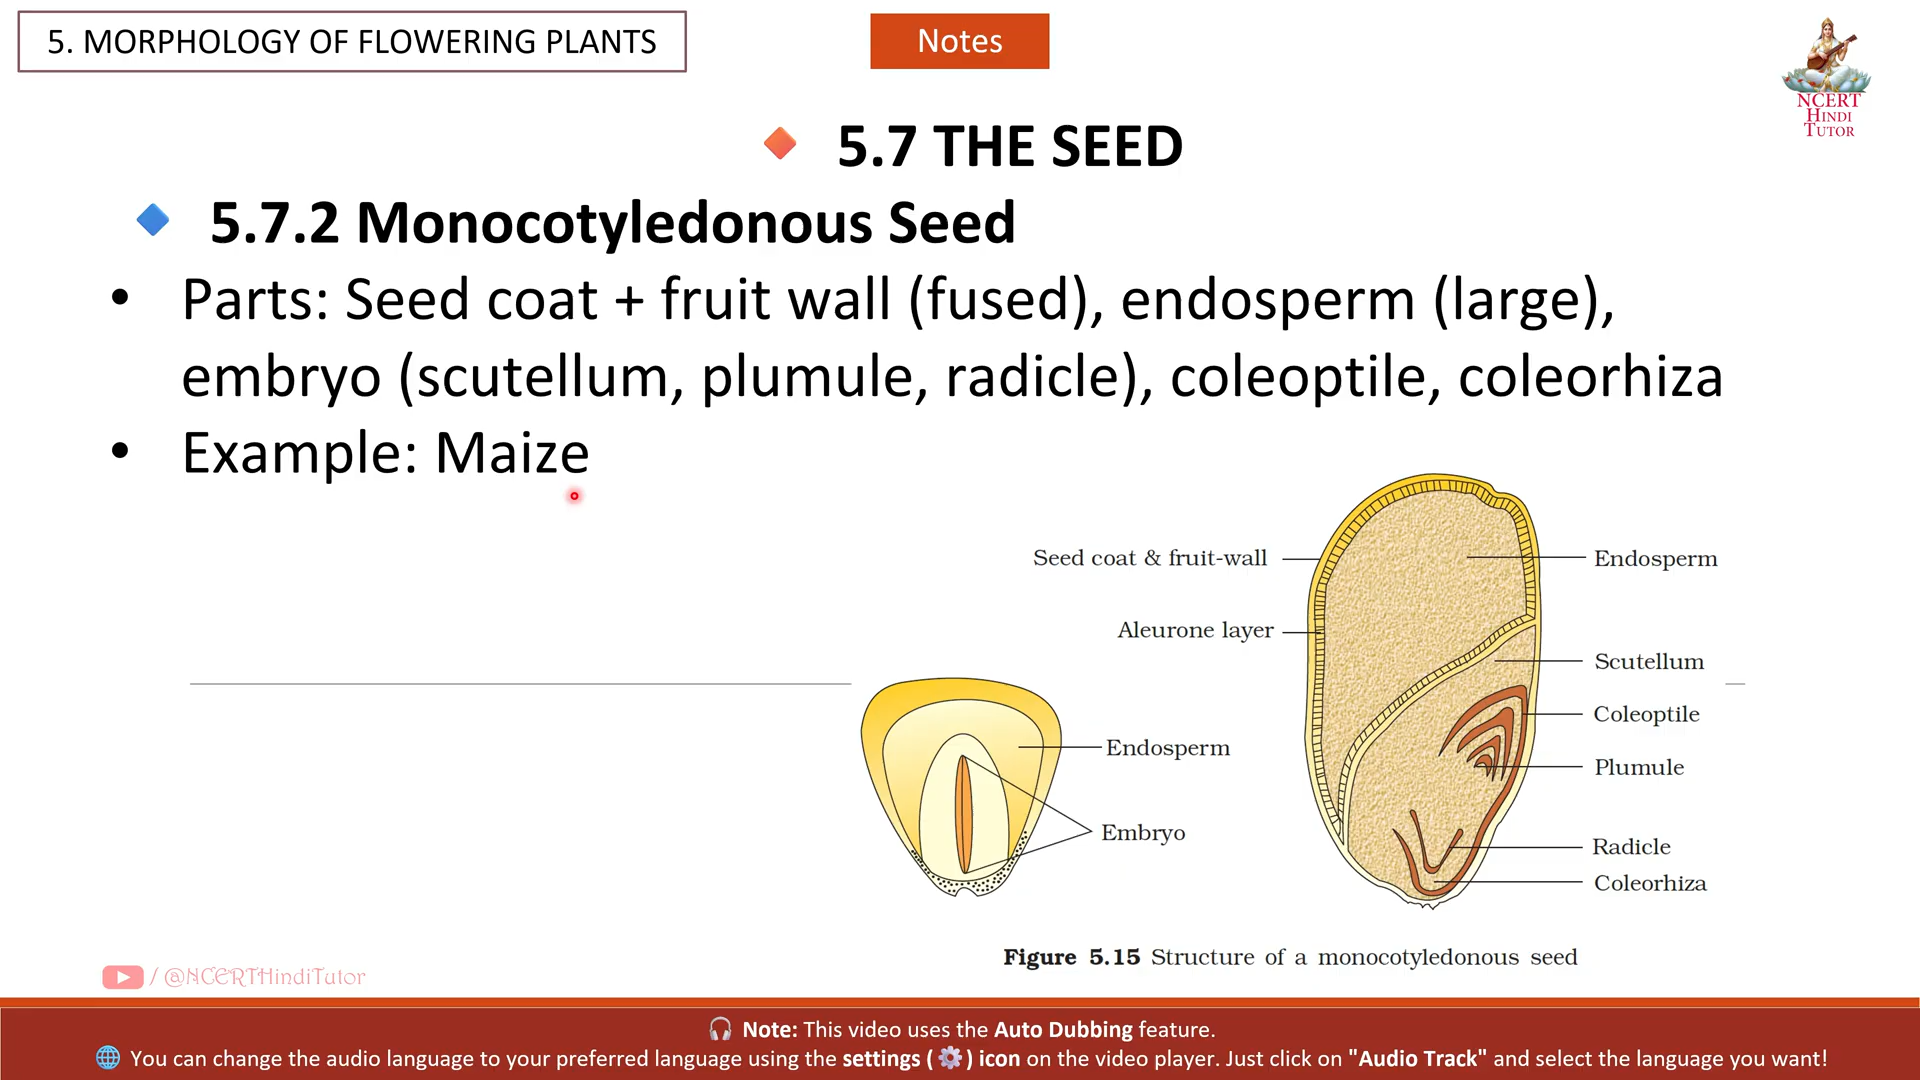 5. MORPHOLOGY OF FLOWERING PLANTS
Notes
NCERT
HINDI
TUTOR
5.7 THE SEED
5.7.2 Monocotyledonous Seed
• Parts: Seed coat + fruit wall (fused), endosperm (large),
embryo (scutellum, plumule, radicle), coleoptile, coleorhiza
• Example: Maize
Seed coat & fruit-wall
Aleurone layer
Endosperm
Scutellum
Coleoptile
Plumule
Radicle
Coleorhiza
Endosperm
Embryo
Figure 5.15 Structure of a monocotyledonous seed
/ @NCERTHindiTutor
Note: This video uses the Auto Dubbing feature.
You can change the audio language to your preferred language using the settings ( ⚙️ ) icon on the video player. Just click on "Audio Track" and select the language you want!